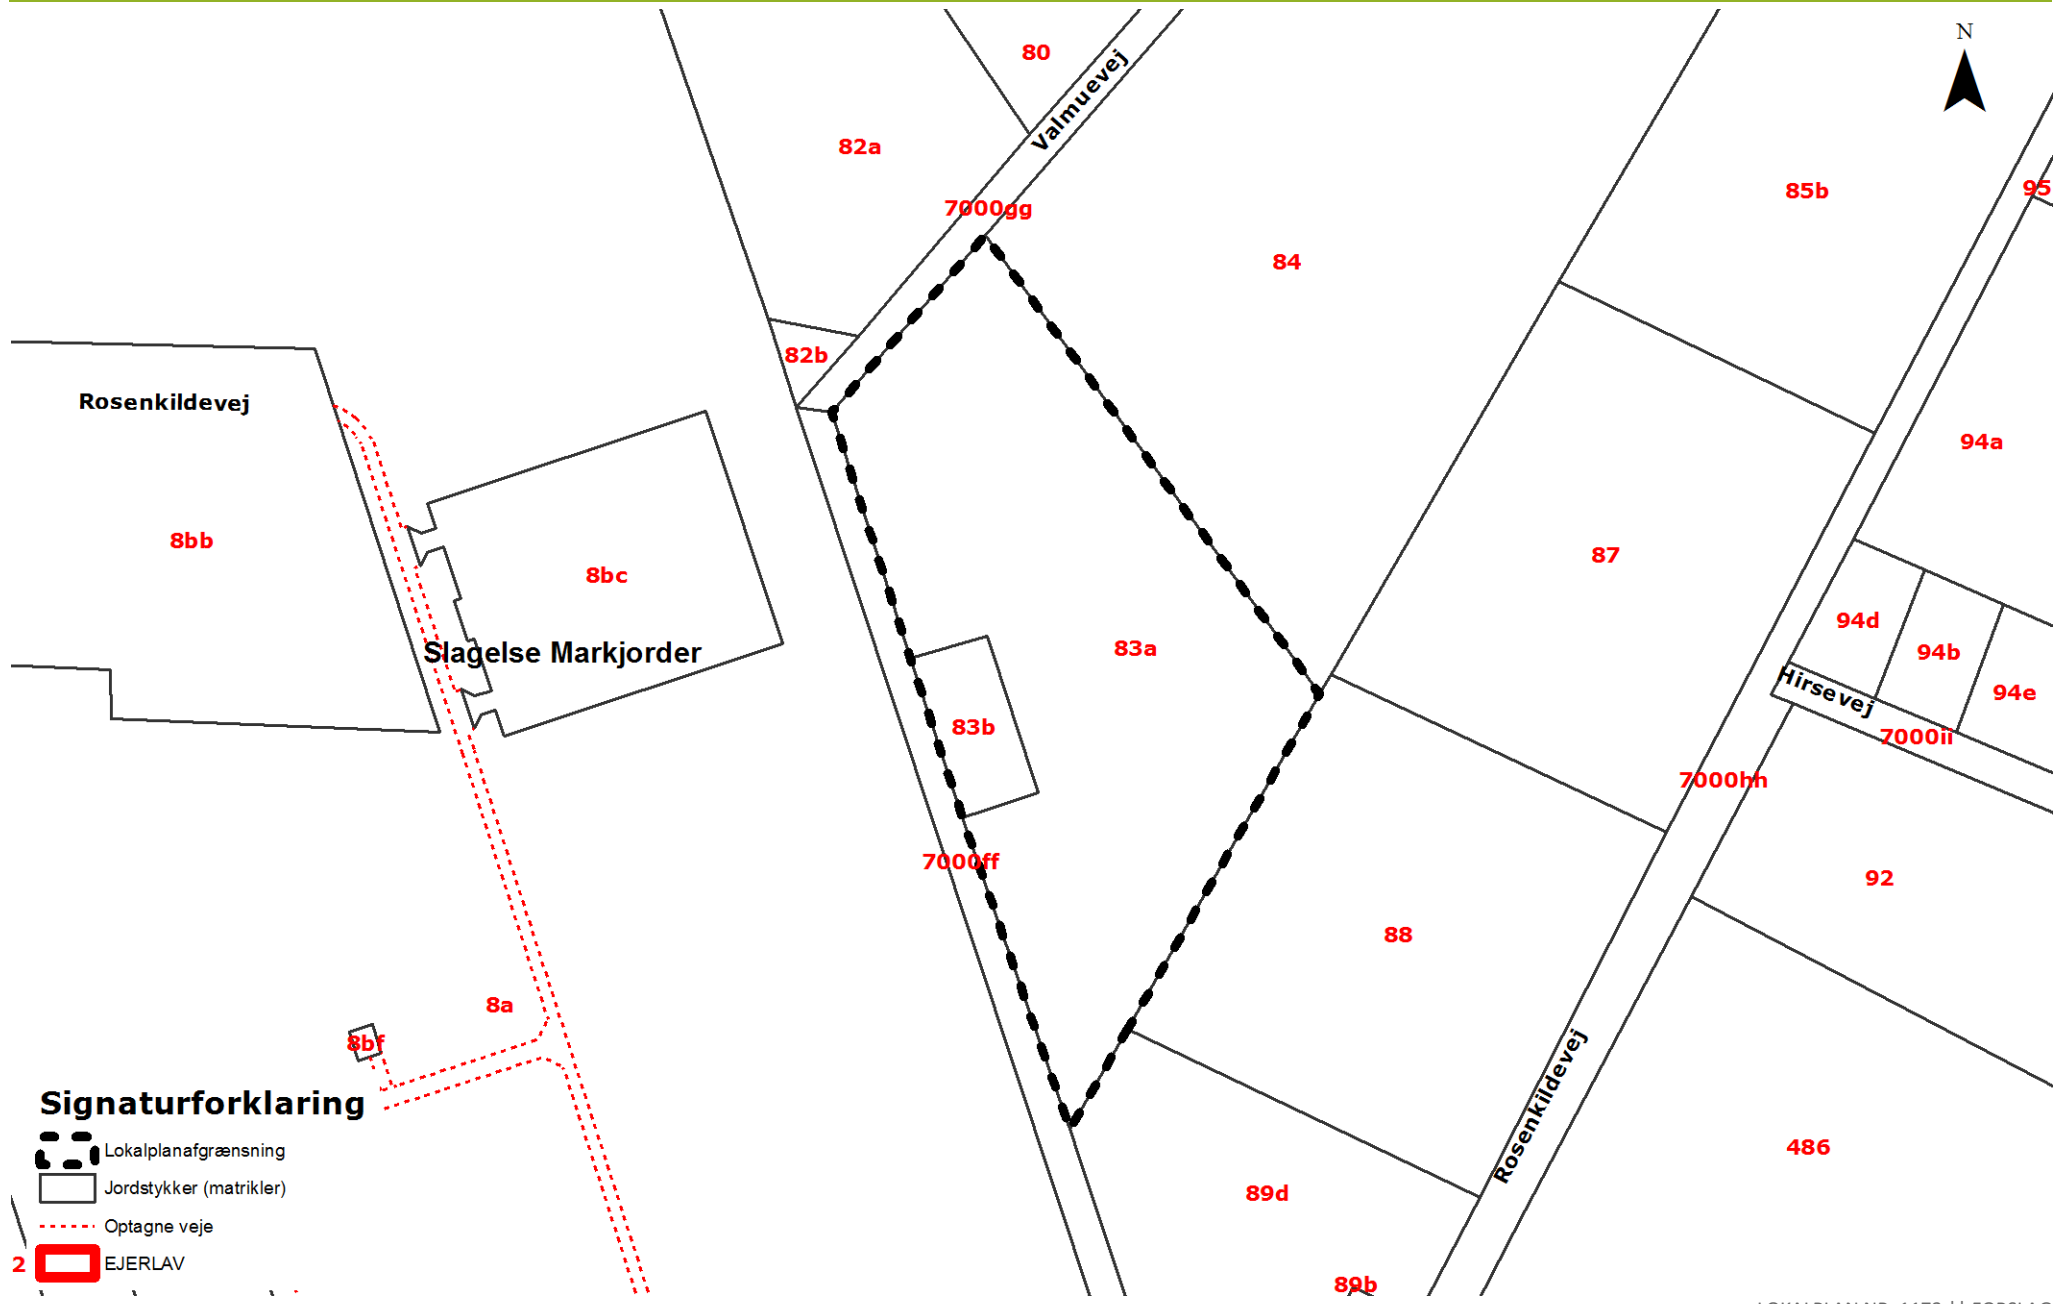 N
80
Valmuevej
82a
7000gg
85b
95
84
82b
Rosenkildevej
94a
8bb
8bc
87
94d
94b
94e
Slagelse Markjorder
83a
Hirsevej
83b
7000ii
7000hh
7000ff
92
88
8a
8bf
Rosenkildevej
486
89d
89b
Signaturforklaring
Lokalplanafgrænsning
Jordstykker (matrikler)
Optagne veje
2
EJERLAV